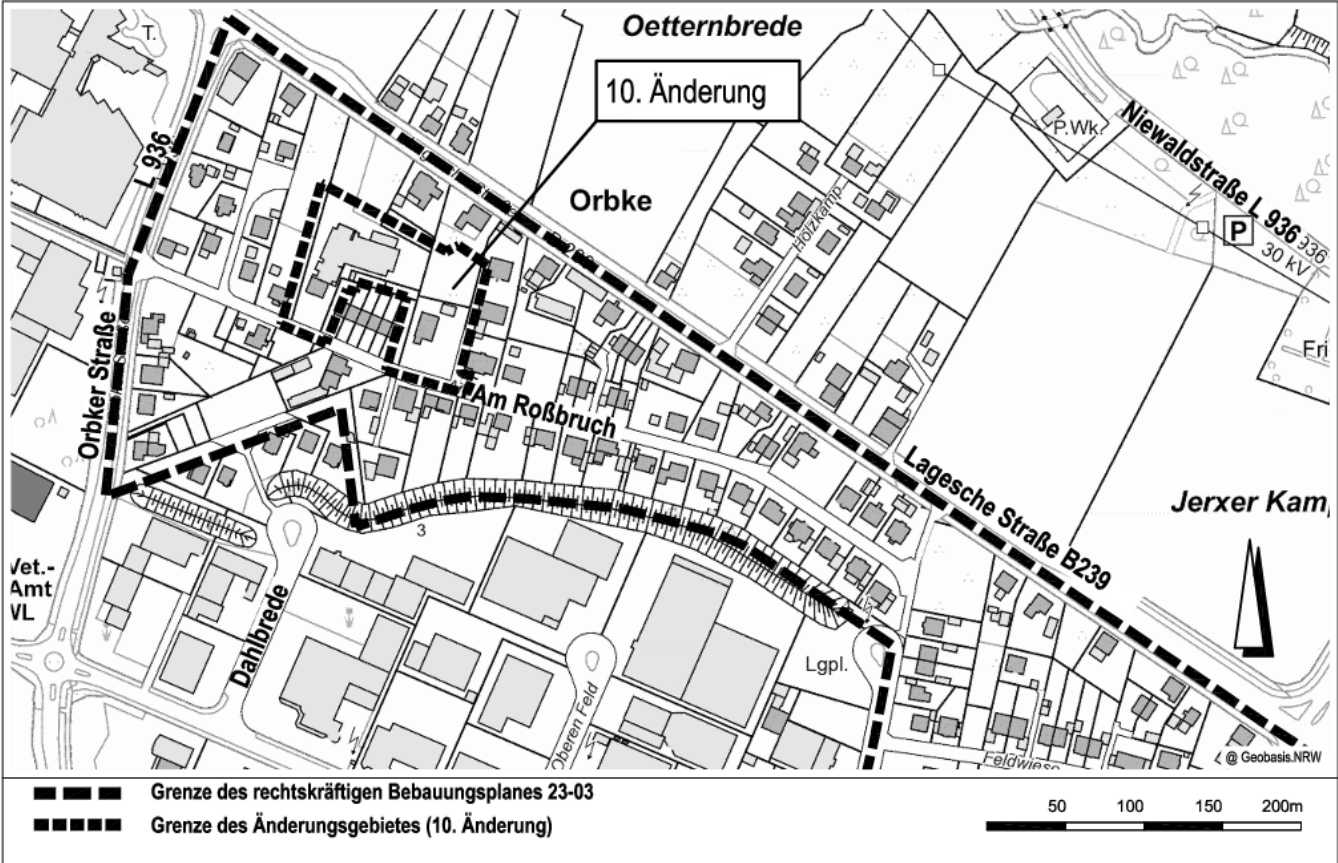 T.
Oetternbrede
10. Änderung
L 936
P.Wk.
Niewaldstraße L 936
936
P
30 kV
Orbke
Holzkamp
Fri
Orbker Straße
Am Roßbruch
Lagesche Straße B239
Jerxer Kam
3
Vet.-
Amt
WL
Dahlbrede
Oberen Feld
Lgpl.
Feldwiese
@ Geobasis.NRW
Grenze des rechtskräftigen Bebauungsplanes 23-03
Grenze des Änderungsgebietes (10. Änderung)
50 100 150 200m